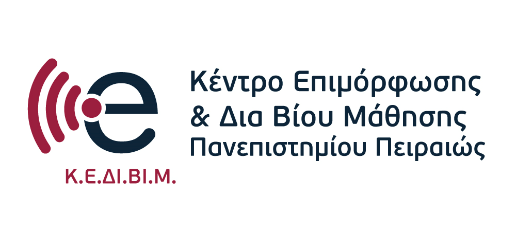 e
Κ.Ε.ΔΙ.ΒΙ.Μ.
Κέντρο Επιμόρφωσης
& Δια Βίου Μάθησης
Πανεπιστημίου Πειραιώς